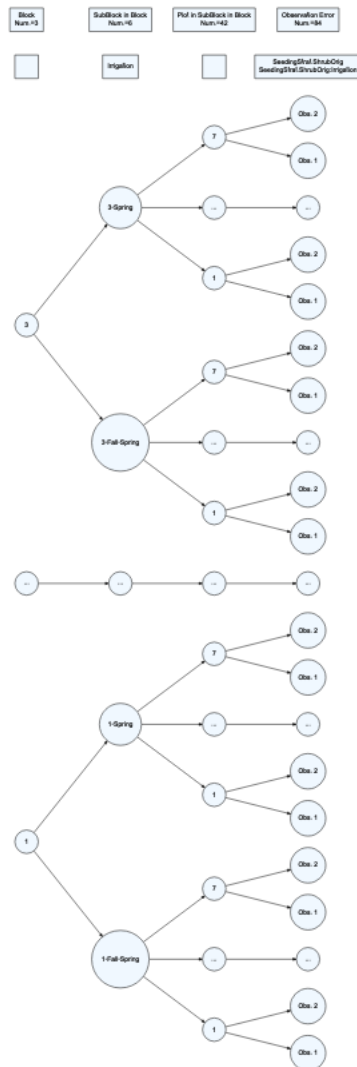 Block
Num.=3
SubBlock in Block
Num.=6
Plot in SubBlock in Block
Num.=42
Observation Error
Num.=84
Irrigation
SeedingStrat.ShrubOrig
SeedingStrat.ShrubOrig:Irrigation
Obs. 2
7
Obs. 1
3-Spring
...
...
Obs. 2
1
Obs. 1
3
Obs. 2
7
Obs. 1
3-Fall-Spring
...
...
Obs. 2
1
Obs. 1
...
...
...
...
Obs. 2
7
Obs. 1
1-Spring
...
...
Obs. 2
1
Obs. 1
1
Obs. 2
7
Obs. 1
1-Fall-Spring
...
...
Obs. 2
1
Obs. 1